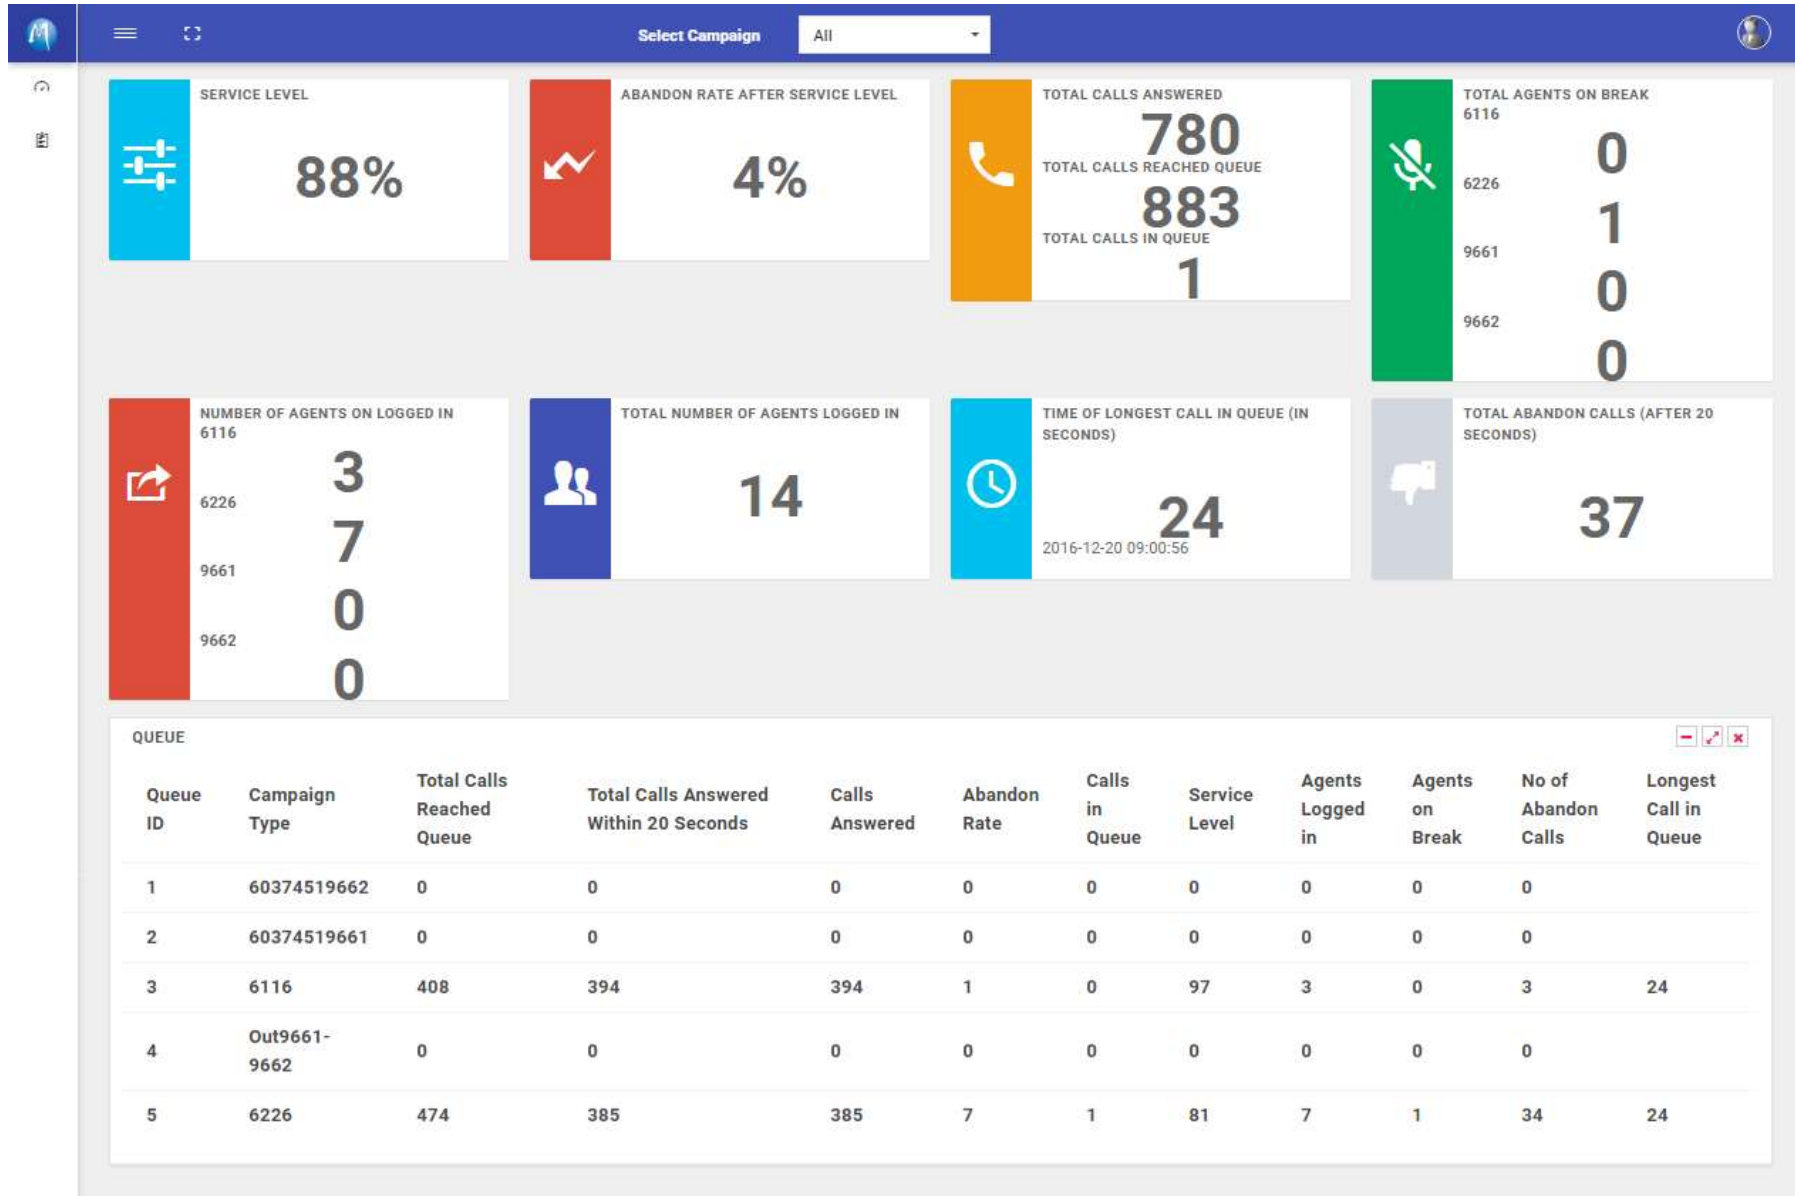 Select Campaign All
SERVICE LEVEL
88%
ABANDON RATE AFTER SERVICE LEVEL
4%
TOTAL CALLS ANSWERED
780
TOTAL CALLS REACHED QUEUE
883
TOTAL CALLS IN QUEUE
1
TOTAL AGENTS ON BREAK
6116
0
6226
1
9661
0
9662
0
NUMBER OF AGENTS ON LOGGED IN
6116
3
6226
7
9661
0
9662
0
TOTAL NUMBER OF AGENTS LOGGED IN
14
TIME OF LONGEST CALL IN QUEUE (IN
SECONDS)
24
2016-12-20 09:00:56
TOTAL ABANDON CALLS (AFTER 20
SECONDS)
37
QUEUE
Queue ID Campaign Type Total Calls Reached Queue Total Calls Answered Within 20 Seconds Calls Answered Abandon Rate Calls in Queue Service Level Agents Logged in Agents on Break No of Abandon Calls Longest Call in Queue
1 60374519662 0 0 0 0 0 0 0 0 0
2 60374519661 0 0 0 0 0 0 0 0 0
3 6116 408 394 394 1 0 97 3 0 3 24
4 Out9661-9662 0 0 0 0 0 0 0 0 0
5 6226 474 385 385 7 1 81 7 1 34 24